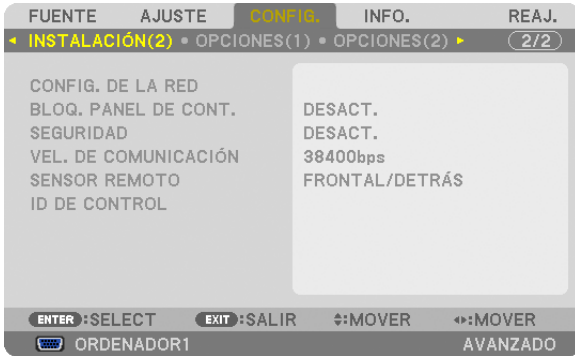 FUENTE AJUSTE CONFIG. INFO. REAJ.
INSTALACIÓN(2) • OPCIONES(1) • OPCIONES(2) 2/2
CONFIG. DE LA RED
BLOQ. PANEL DE CONT. DESACT.
SEGURIDAD DESACT.
VEL. DE COMUNICACIÓN 38400bps
SENSOR REMOTO FRONTAL/DETRÁS
ID DE CONTROL
ENTER :SELECT EXIT :SALIR :MOVER :MOVER
ORDENADOR1 AVANZADO